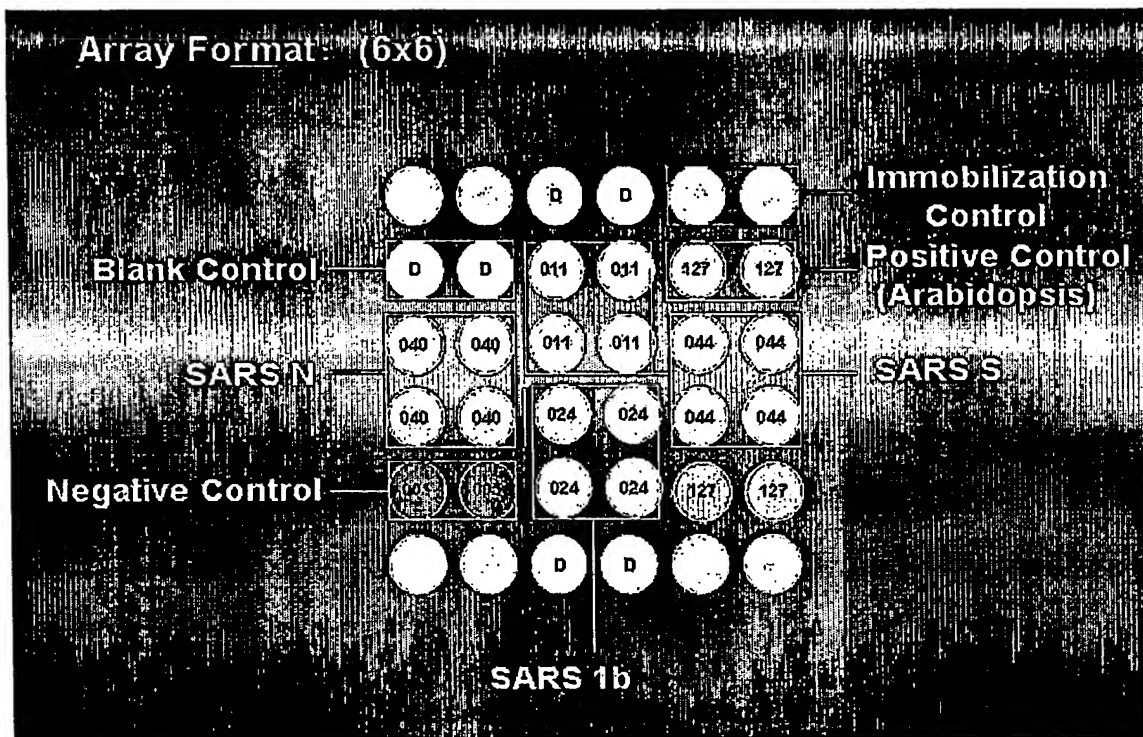 Array Format: (6x6)
D D
Immobilization
Control
Blank Control
D D 011 011 127 127
Positive Control
(Arabidopsis)
040 040 011 011 044 044
SARS N
SARS S
040 040 024 024 044 044
Negative Control
024 024 127 127
D D
SARS 1b